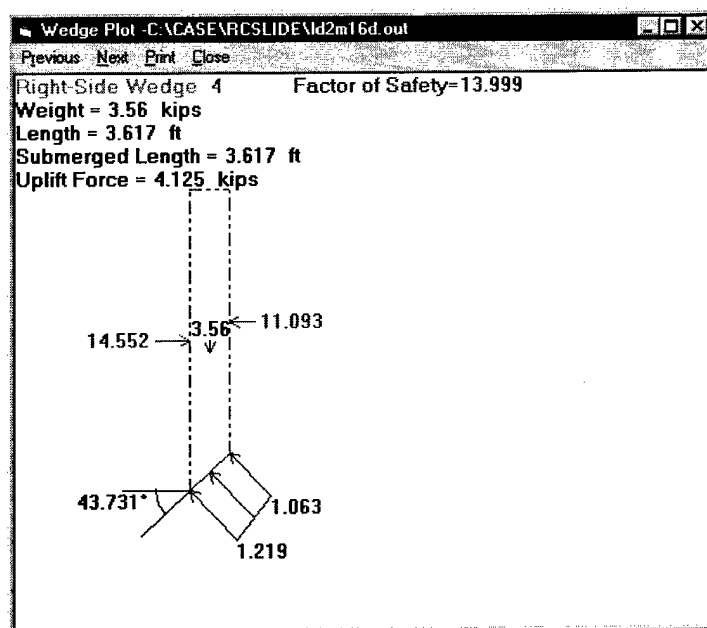 Wedge Plot -C:\CASE\RCSLIDE\ld2m16d.out
Previous Next Print Close
Right-Side Wedge 4 Factor of Safety=13.999
Weight = 3.56 kips
Length = 3.617 ft
Submerged Length = 3.617 ft
Uplift Force = 4.125 kips
3.56
11.093
14.552
43.731°
1.063
1.219